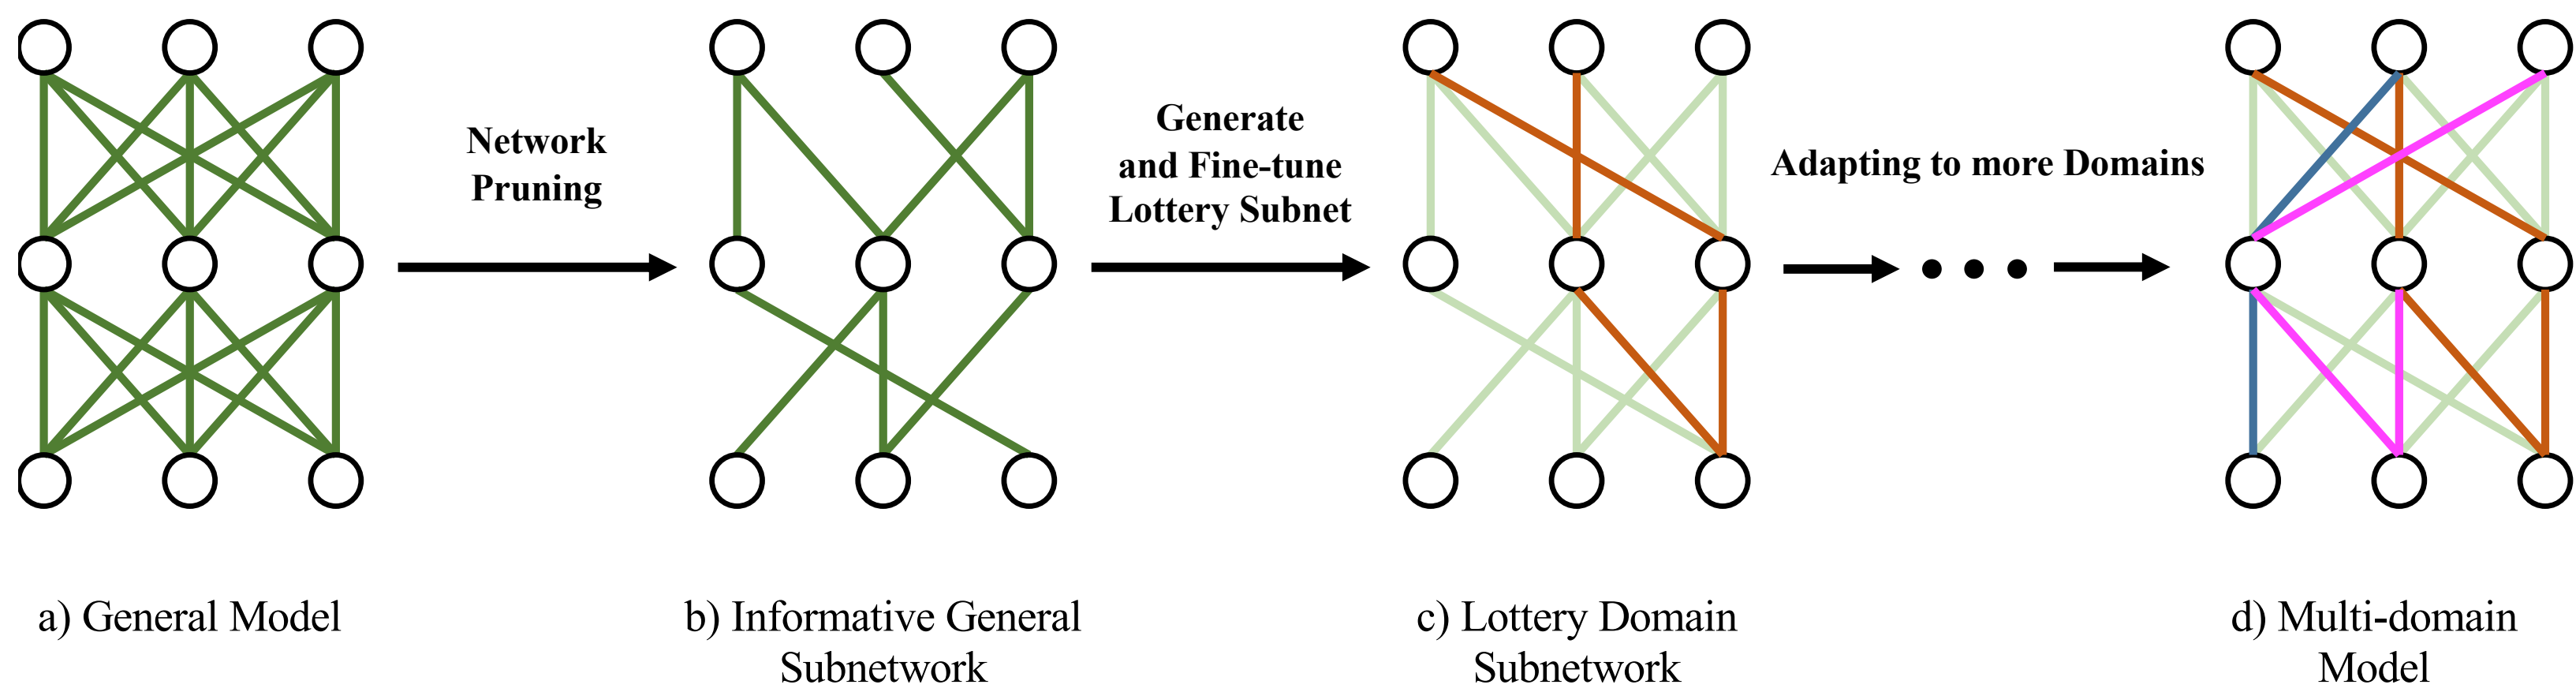 Network
Pruning
Generate
and Fine-tune
Lottery Subnet
Adapting to more Domains
a) General Model
b) Informative General
Subnetwork
c) Lottery Domain
Subnetwork
d) Multi-domain
Model